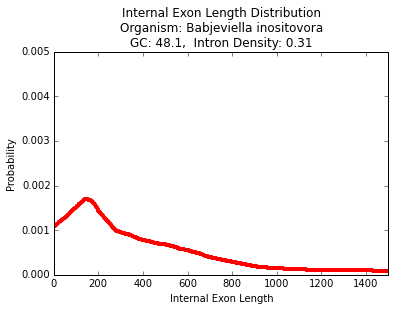 Internal Exon Length Distribution
Organism: Babjeviella inositovora
GC: 48.1,  Intron Density: 0.31
0.005
0.004
0.003
0.002
0.001
0.000
Probability
0 200 400 600 800 1000 1200 1400
Internal Exon Length